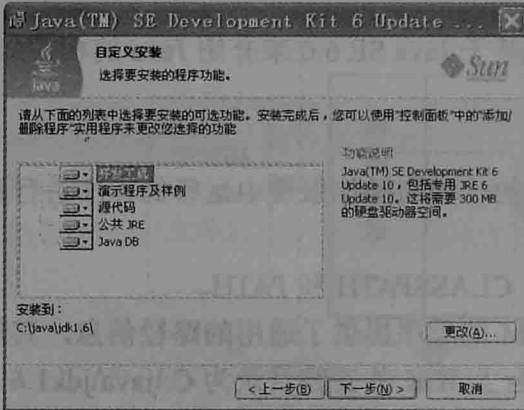 Java(TM) SE Development Kit 6 Update ...
Java
自定义安装
选择要安装的程序功能。
Sun
请从下面的列表中选择要安装的可选功能。安装完成后，您可以使用“控制面板”中的“添加/
删除程序”实用程序来更改您选择的功能
开发工具
演示程序及样例
源代码
公共 JRE
Java DB
功能说明
Java(TM) SE Development Kit 6
Update 10，包括专用 JRE 6
Update 10。这将需要 300 MB
的硬盘驱动器空间。
安装到：
C:\java\jdk1.6\
更改(A)...
< 上一步(B)
下一步(N) >
取消